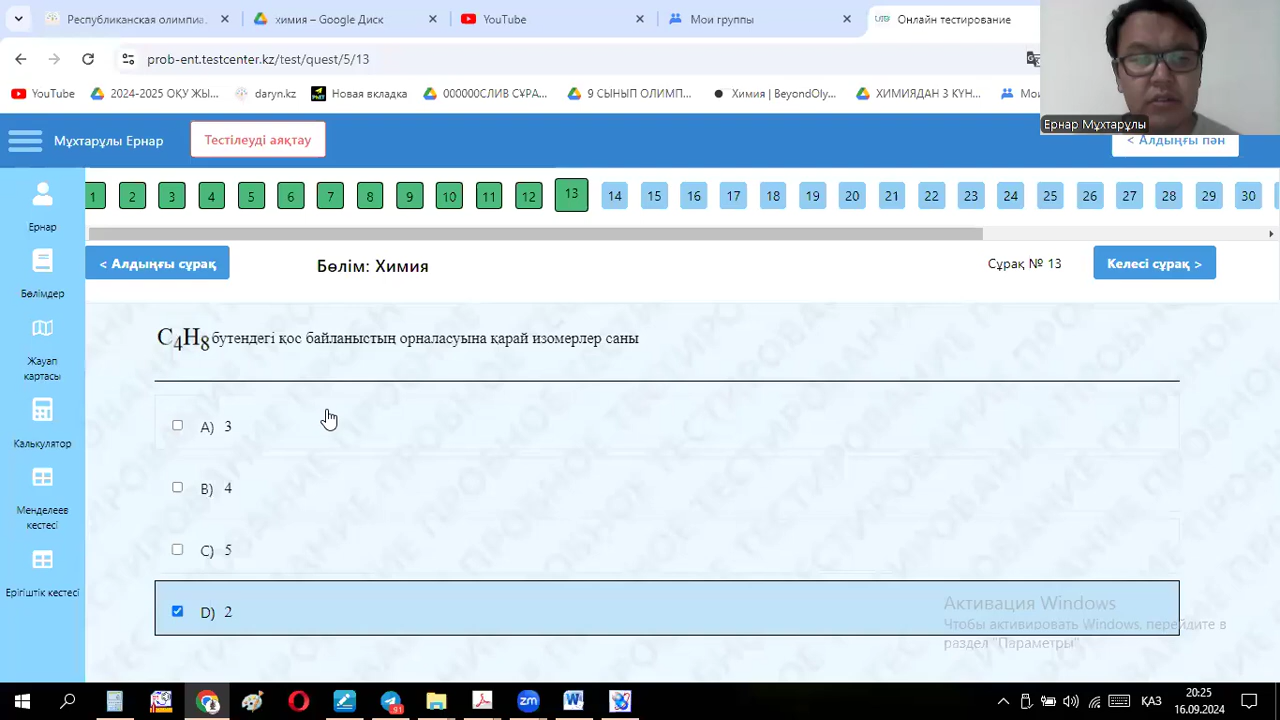 Республиканская олимпиа
химия – Google Диск
YouTube
Мои группы
Онлайн тестирование
prob-ent.testcenter.kz/test/quest/5/13
YouTube
2024-2025 ОҚУ ЖЫ...
daryn.kz
Новая вкладка
000000СЛИВ СҰРА...
9 СЫНЫП ОЛИМП...
Химия | BeyondOly...
ХИМИЯДАН 3 КҮН...
Ернар Мұхтарұлы
Мұхтарұлы Ернар
Тестілеуді аяқтау
< Алдыңғы пән
1 2 3 4 5 6 7 8 9 10 11 12 13 14 15 16 17 18 19 20 21 22 23 24 25 26 27 28 29 30
Ернар
Бөлімдер
Жауап
картасы
Калькулятор
Менделеев
кестесі
Ерігіштік кестесі
< Алдыңғы сұрақ
Бөлім: Химия
Сұрақ № 13
Келесі сұрақ >
C4H8 бутендегі қос байланыстың орналасуына қарай изомерлер саны
A) 3
B) 4
C) 5
D) 2
Активация Windows
Чтобы активировать Windows, перейдите в
раздел "Параметры".
91
zm
ҚАЗ
20:25
16.09.2024